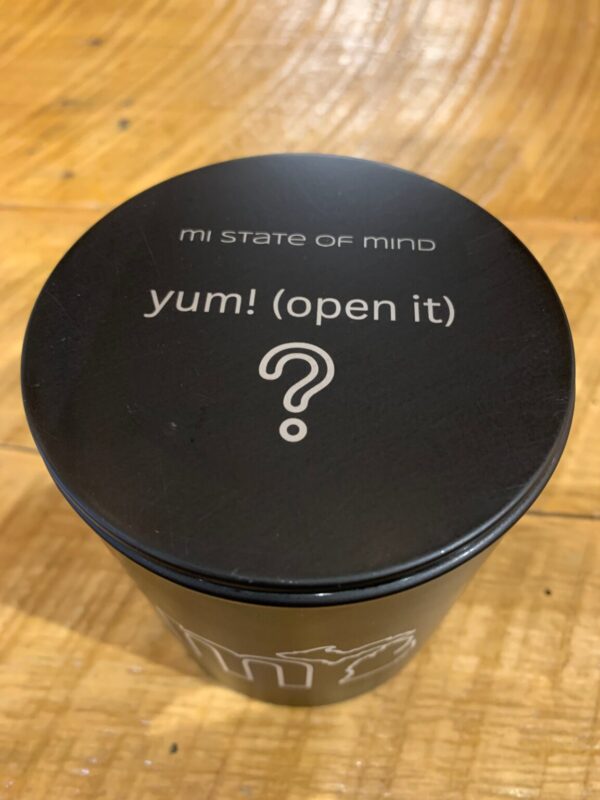 mi state of mind
yum! (open it)
?
m